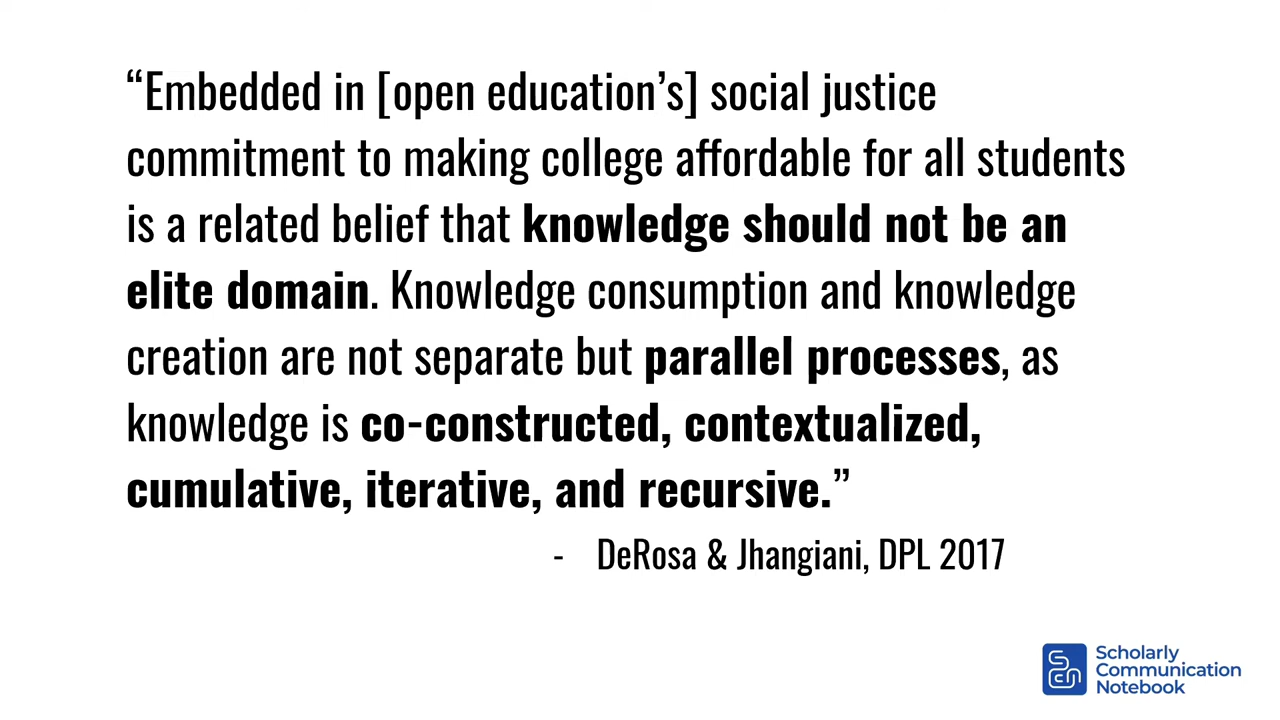 “Embedded in [open education’s] social justice
commitment to making college affordable for all students
is a related belief that knowledge should not be an
elite domain. Knowledge consumption and knowledge
creation are not separate but parallel processes, as
knowledge is co-constructed, contextualized,
cumulative, iterative, and recursive.”
- DeRosa & Jhangiani, DPL 2017
Scholarly
Communication
Notebook